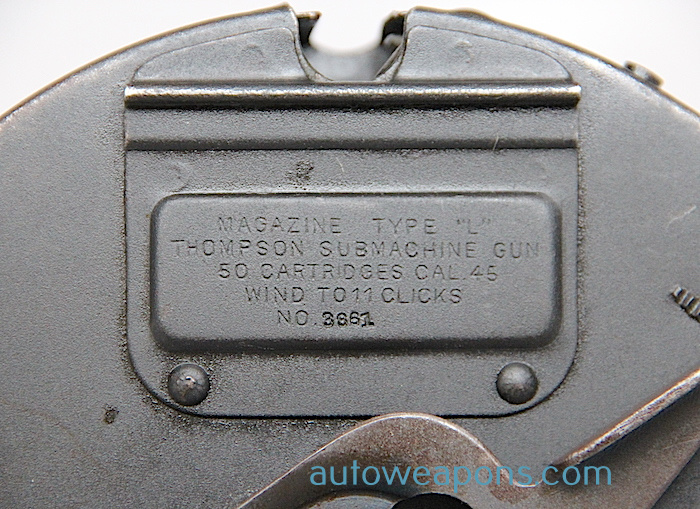 MAGAZINE TYPE "L"
THOMPSON SUBMACHINE GUN
50 CARTRIDGES CAL. 45
WIND TO 11 CLICKS
NO. 3661
autoweapons.com